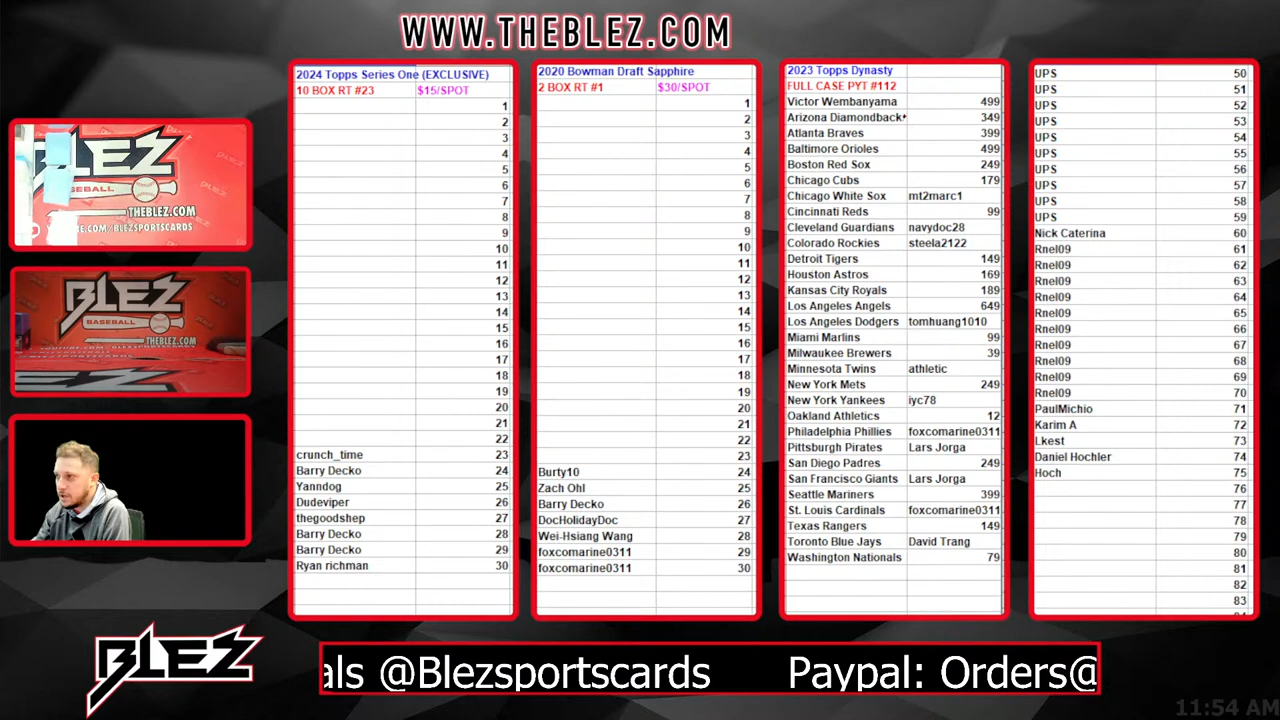 WWW.THEBLEZ.COM
BLEZ
BASEBALL
THEBLEZ.COM
BLEZ
BASEBALL
THEBLEZ.COM
2024 Topps Series One (EXCLUSIVE)
10 BOX RT #23 $15/SPOT
1
2
3
4
5
6
7
8
9
10
11
12
13
14
15
16
17
18
19
20
21
22
crunch_time 23
Barry Decko 24
Yanndog 25
Dudeviper 26
thegoodshep 27
Barry Decko 28
Barry Decko 29
Ryan richman 30
2020 Bowman Draft Sapphire
2 BOX RT #1 $30/SPOT
1
2
3
4
5
6
7
8
9
10
11
12
13
14
15
16
17
18
19
20
21
22
23
Burty10 24
Zach Ohl 25
Barry Decko 26
DocHolidayDoc 27
Wei-Hsiang Wang 28
foxcomarine0311 29
foxcomarine0311 30
2023 Topps Dynasty
FULL CASE PYT #112
Victor Wembanyama 499
Arizona Diamondback 349
Atlanta Braves 399
Baltimore Orioles 499
Boston Red Sox 249
Chicago Cubs 179
Chicago White Sox mt2marc1
Cincinnati Reds 99
Cleveland Guardians navydoc28
Colorado Rockies steela2122
Detroit Tigers 149
Houston Astros 169
Kansas City Royals 189
Los Angeles Angels 649
Los Angeles Dodgers tomhuang1010
Miami Marlins 99
Milwaukee Brewers 39
Minnesota Twins athletic
New York Mets 249
New York Yankees iyc78
Oakland Athletics 12
Philadelphia Phillies foxcomarine0311
Pittsburgh Pirates Lars Jorga
San Diego Padres 249
San Francisco Giants Lars Jorga
Seattle Mariners 399
St. Louis Cardinals foxcomarine0311
Texas Rangers 149
Toronto Blue Jays David Trang
Washington Nationals 79
UPS 50
UPS 51
UPS 52
UPS 53
UPS 54
UPS 55
UPS 56
UPS 57
UPS 58
UPS 59
Nick Caterina 60
Rnel09 61
Rnel09 62
Rnel09 63
Rnel09 64
Rnel09 65
Rnel09 66
Rnel09 67
Rnel09 68
Rnel09 69
Rnel09 70
PaulMichio 71
Karim A 72
Lkest 73
Daniel Hochler 74
Hoch 75
76
77
78
79
80
81
82
83
BLEZ
als @Blezsportscards Paypal: Orders@
11:54 AM